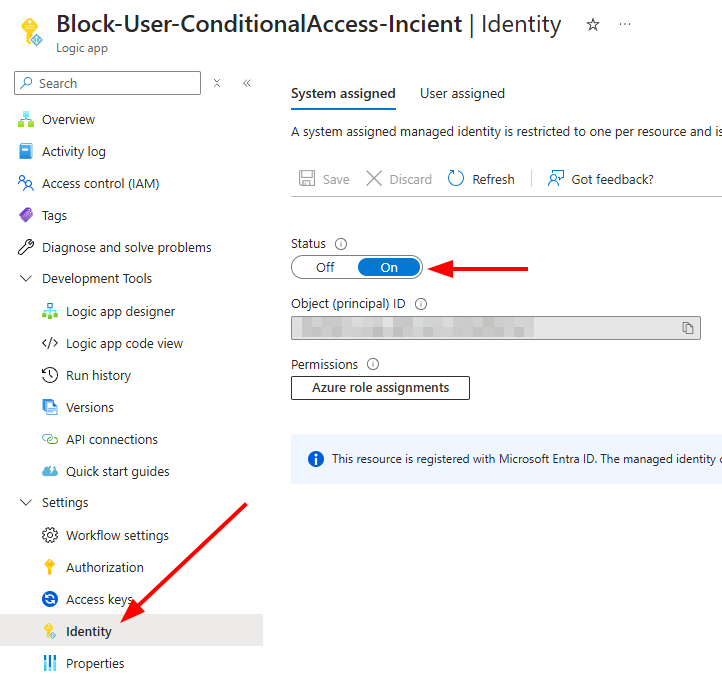 Block-User-ConditionalAccess-Incient | Identity
Logic app
Search
Overview
Activity log
Access control (IAM)
Tags
Diagnose and solve problems
Development Tools
Logic app designer
Logic app code view
Run history
Versions
API connections
Quick start guides
Settings
Workflow settings
Authorization
Access keys
Identity
Properties
System assigned User assigned
A system assigned managed identity is restricted to one per resource and is
Save Discard Refresh Got feedback?
Status
Off On
Object (principal) ID
Permissions
Azure role assignments
This resource is registered with Microsoft Entra ID. The managed identity